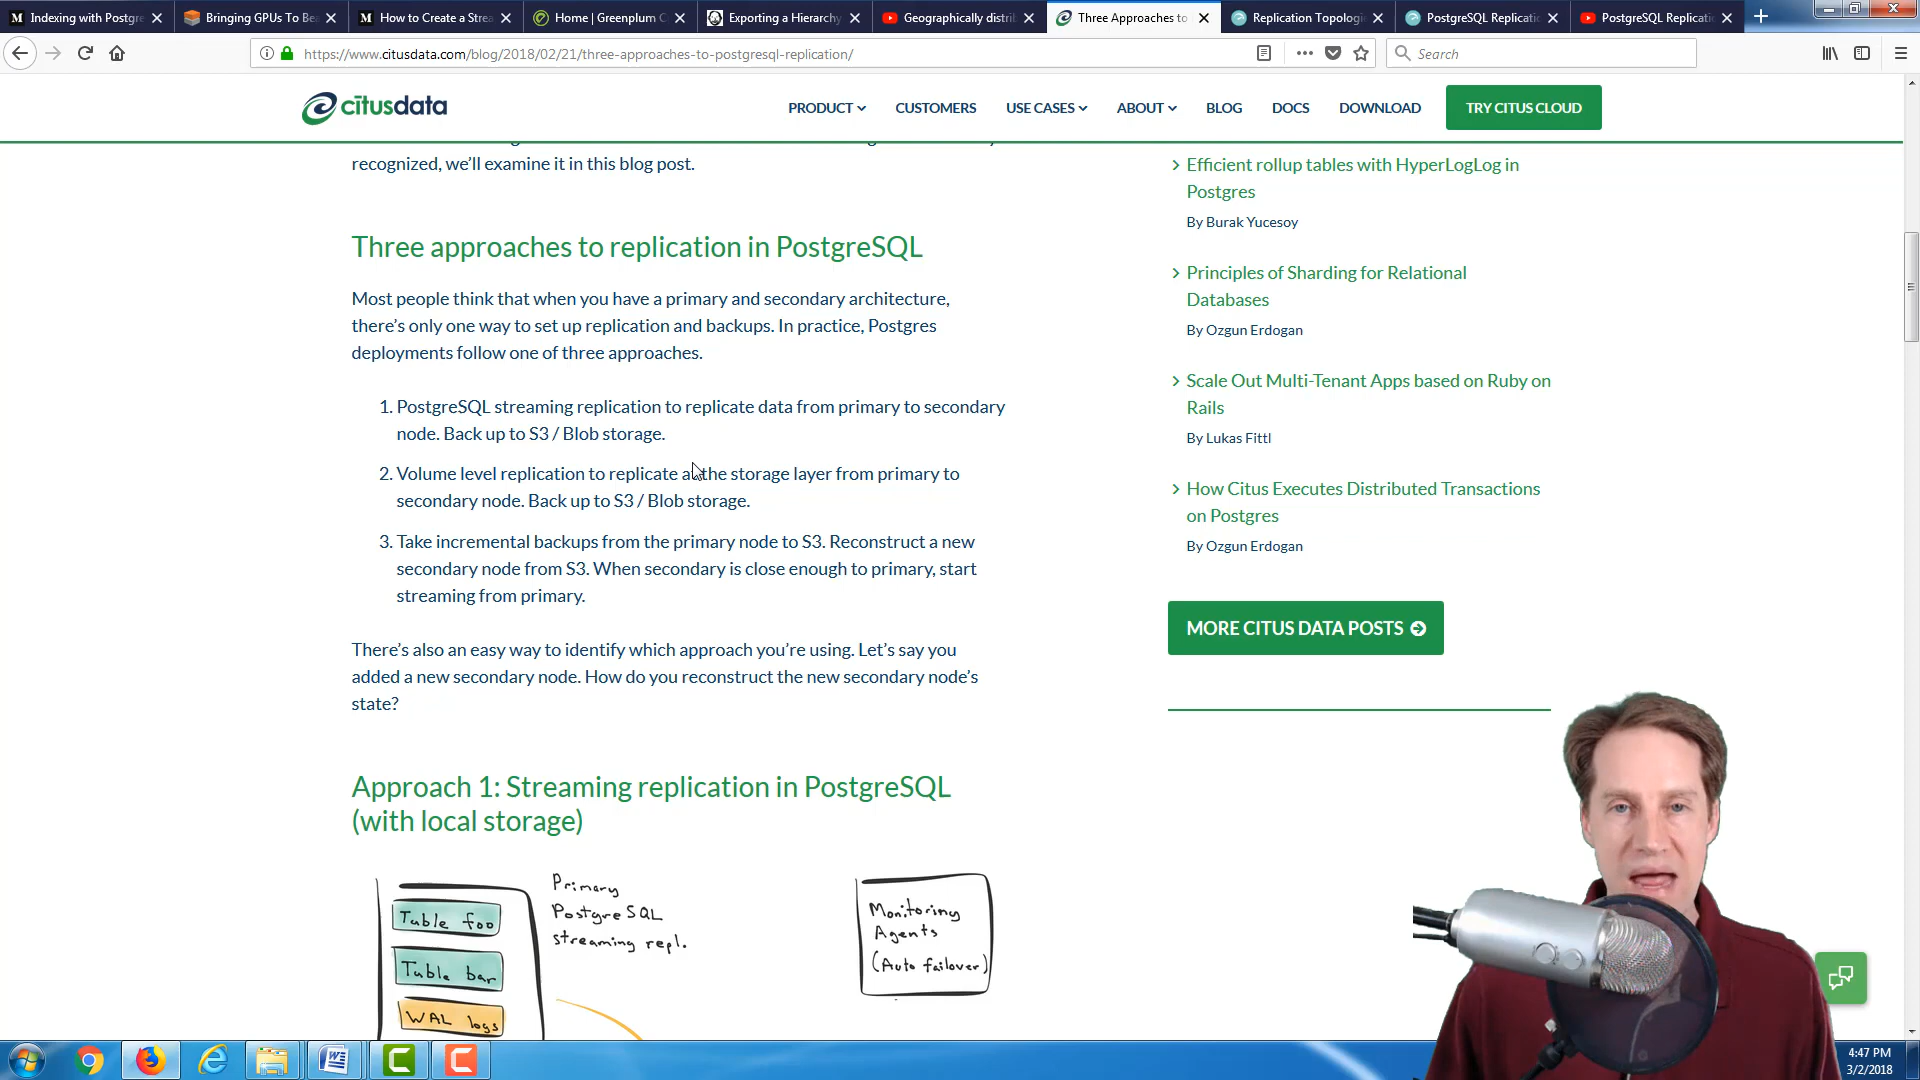 Indexing with Postgre
Bringing GPUs To Be
How to Create a Strea
Home | Greenplum C
Exporting a Hierarchy
Geographically distri
Three Approaches to
Replication Topologi
PostgreSQL Replicati
PostgreSQL Replicati
https://www.citusdata.com/blog/2018/02/21/three-approaches-to-postgresql-replication/
Search
citusdata
PRODUCT
CUSTOMERS
USE CASES
ABOUT
BLOG
DOCS
DOWNLOAD
TRY CITUS CLOUD
recognized, we'll examine it in this blog post.
Three approaches to replication in PostgreSQL
Most people think that when you have a primary and secondary architecture,
there's only one way to set up replication and backups. In practice, Postgres
deployments follow one of three approaches.
1. PostgreSQL streaming replication to replicate data from primary to secondary
node. Back up to S3 / Blob storage.
2. Volume level replication to replicate at the storage layer from primary to
secondary node. Back up to S3 / Blob storage.
3. Take incremental backups from the primary node to S3. Reconstruct a new
secondary node from S3. When secondary is close enough to primary, start
streaming from primary.
There's also an easy way to identify which approach you're using. Let's say you
added a new secondary node. How do you reconstruct the new secondary node's
state?
Approach 1: Streaming replication in PostgreSQL
(with local storage)
Table foo
Table bar
WAL logs
Primary
PostgreSQL
streaming repl.
Monitoring
Agents
(Auto failover)
Efficient rollup tables with HyperLogLog in
Postgres
By Burak Yucesoy
Principles of Sharding for Relational
Databases
By Ozgun Erdogan
Scale Out Multi-Tenant Apps based on Ruby on
Rails
By Lukas Fittl
How Citus Executes Distributed Transactions
on Postgres
By Ozgun Erdogan
MORE CITUS DATA POSTS
4:47 PM
3/2/2018